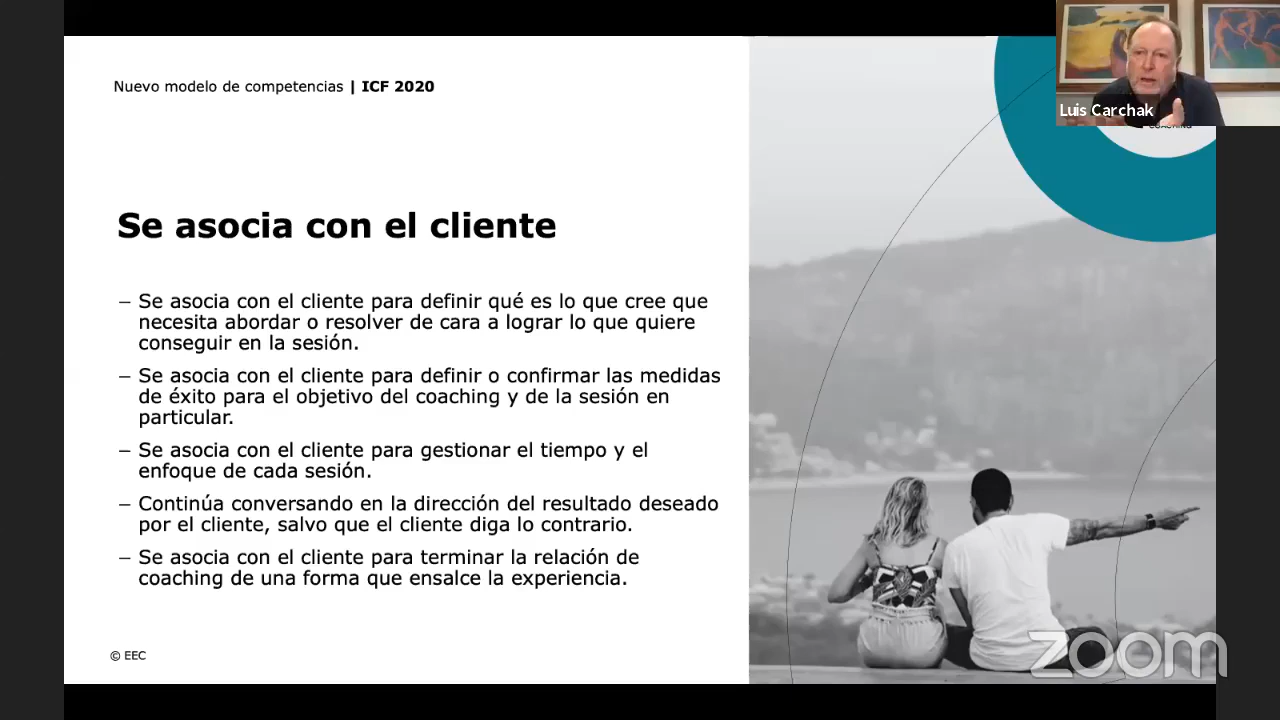 Nuevo modelo de competencias | ICF 2020
Luis Carchak
COACHING
Se asocia con el cliente
– Se asocia con el cliente para definir qué es lo que cree que
necesita abordar o resolver de cara a lograr lo que quiere
conseguir en la sesión.
– Se asocia con el cliente para definir o confirmar las medidas
de éxito para el objetivo del coaching y de la sesión en
particular.
– Se asocia con el cliente para gestionar el tiempo y el
enfoque de cada sesión.
– Continúa conversando en la dirección del resultado deseado
por el cliente, salvo que el cliente diga lo contrario.
– Se asocia con el cliente para terminar la relación de
coaching de una forma que ensalce la experiencia.
© EEC
zoom